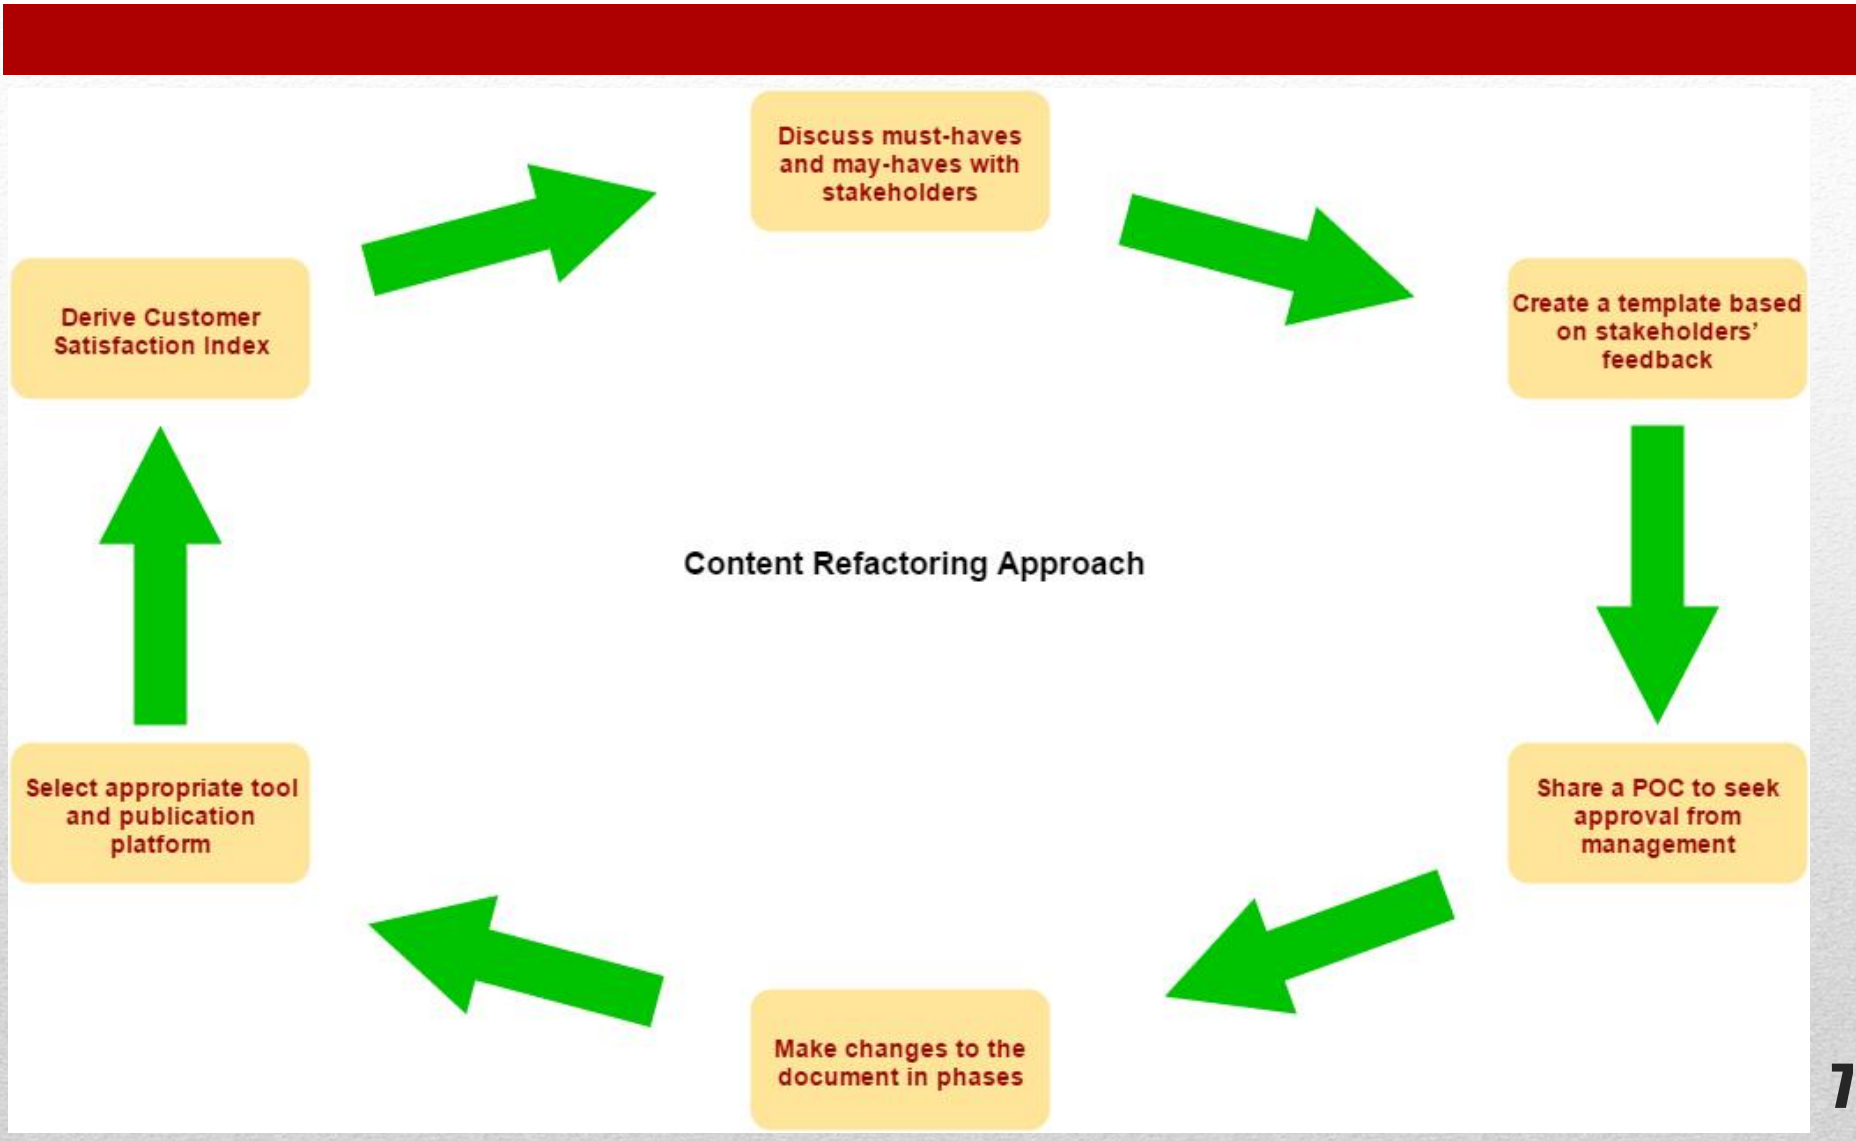 Discuss must-haves
and may-haves with
stakeholders
Create a template based
on stakeholders’
feedback
Share a POC to seek
approval from
management
Make changes to the
document in phases
Select appropriate tool
and publication
platform
Derive Customer
Satisfaction Index
Content Refactoring Approach
7